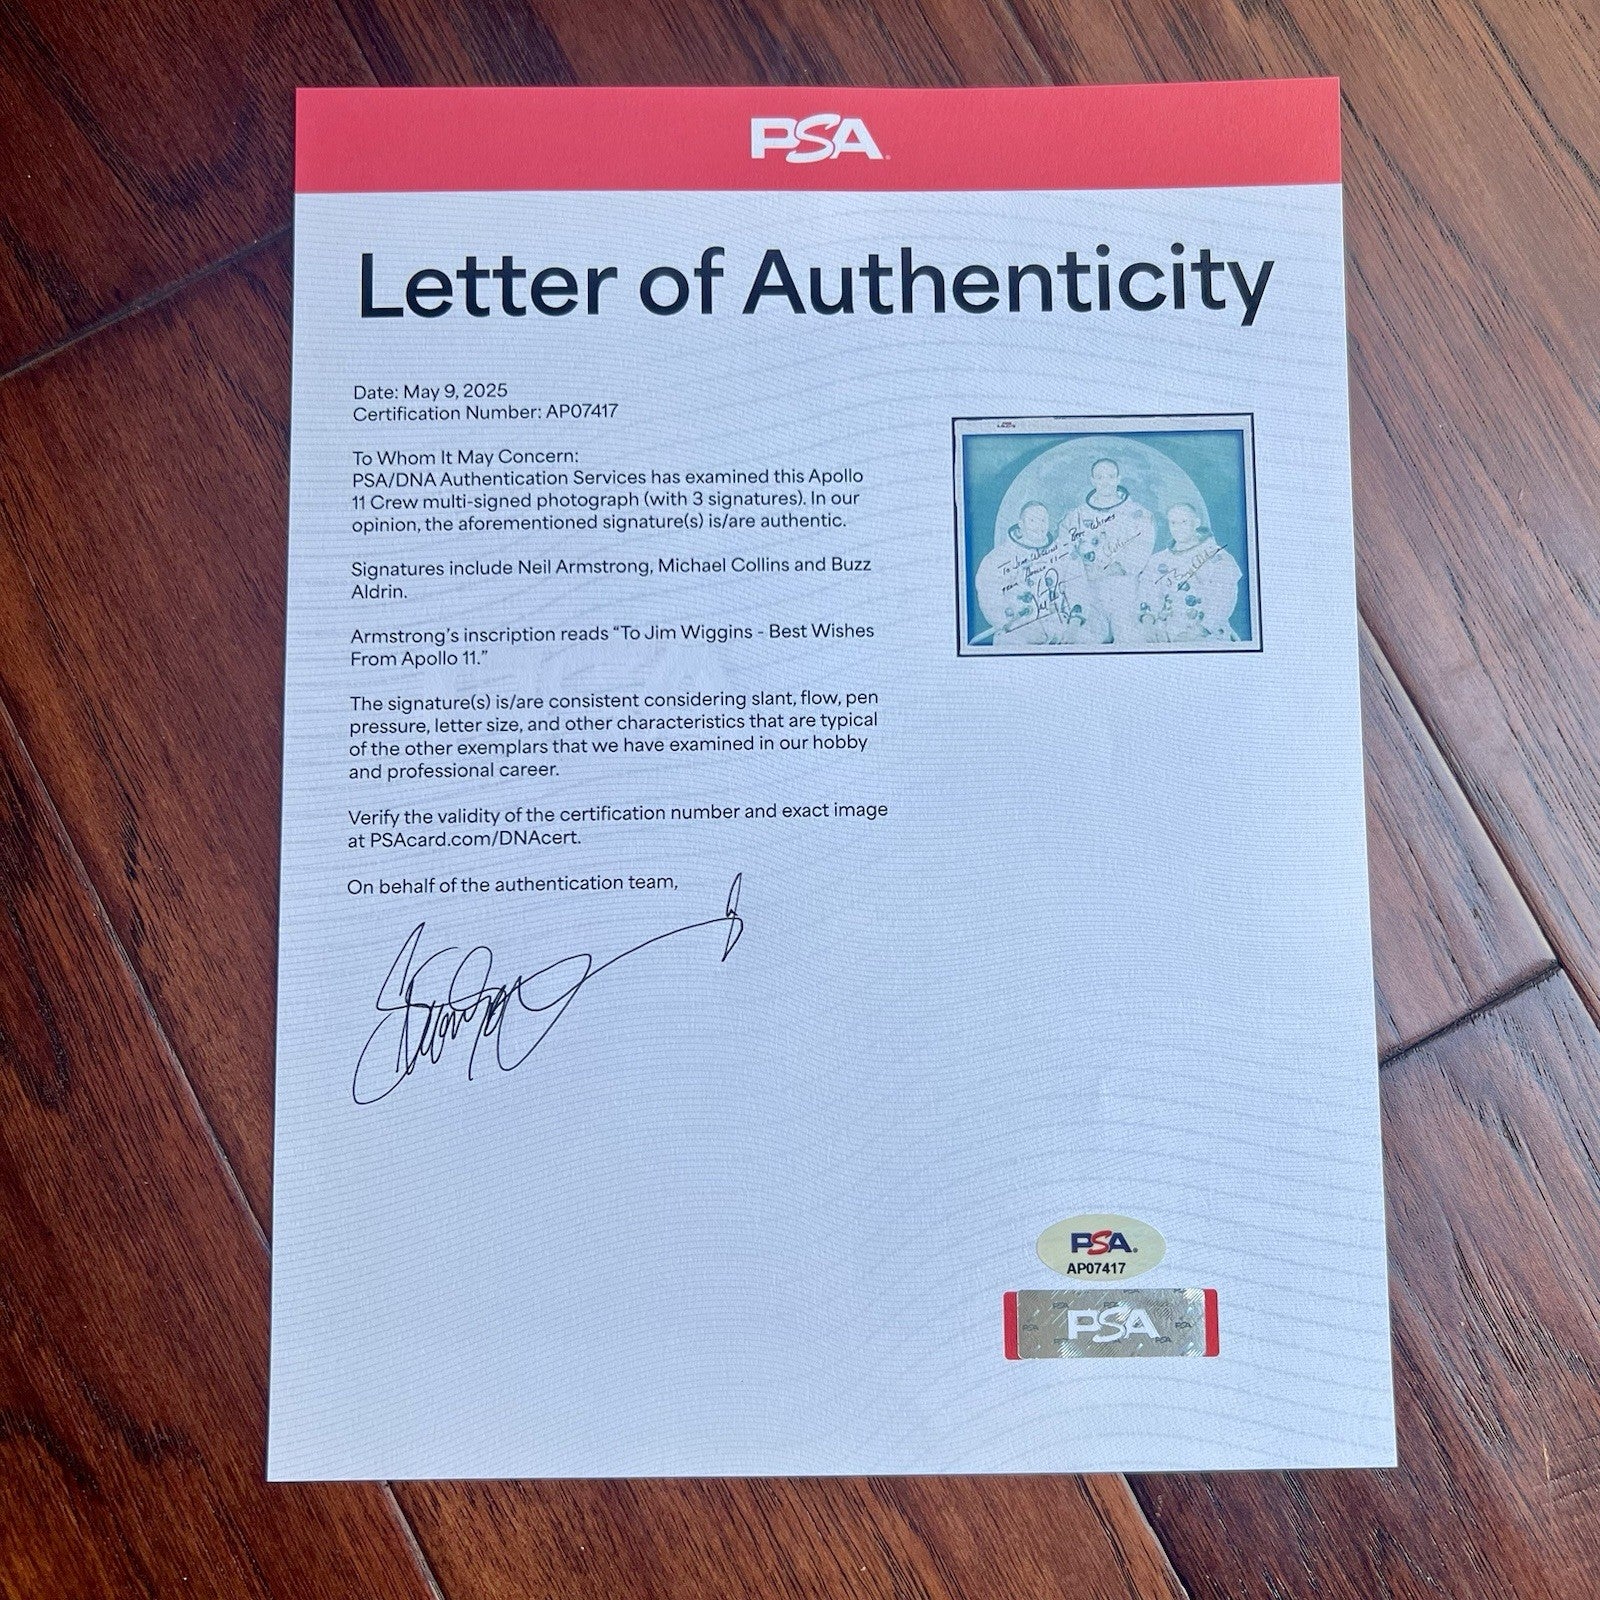 PSA
Letter of Authenticity
Date: May 9, 2025
Certification Number: AP07417
To Whom It May Concern:
PSA/DNA Authentication Services has examined this Apollo
11 Crew multi-signed photograph (with 3 signatures). In our
opinion, the aforementioned signature(s) is/are authentic.
Signatures include Neil Armstrong, Michael Collins and Buzz
Aldrin.
Armstrong's inscription reads "To Jim Wiggins - Best Wishes
From Apollo 11."
The signature(s) is/are consistent considering slant, flow, pen
pressure, letter size, and other characteristics that are typical
of the other exemplars that we have examined in our hobby
and professional career.
Verify the validity of the certification number and exact image
at PSAcard.com/DNAcert.
On behalf of the authentication team,
PSA
AP07417
PSA